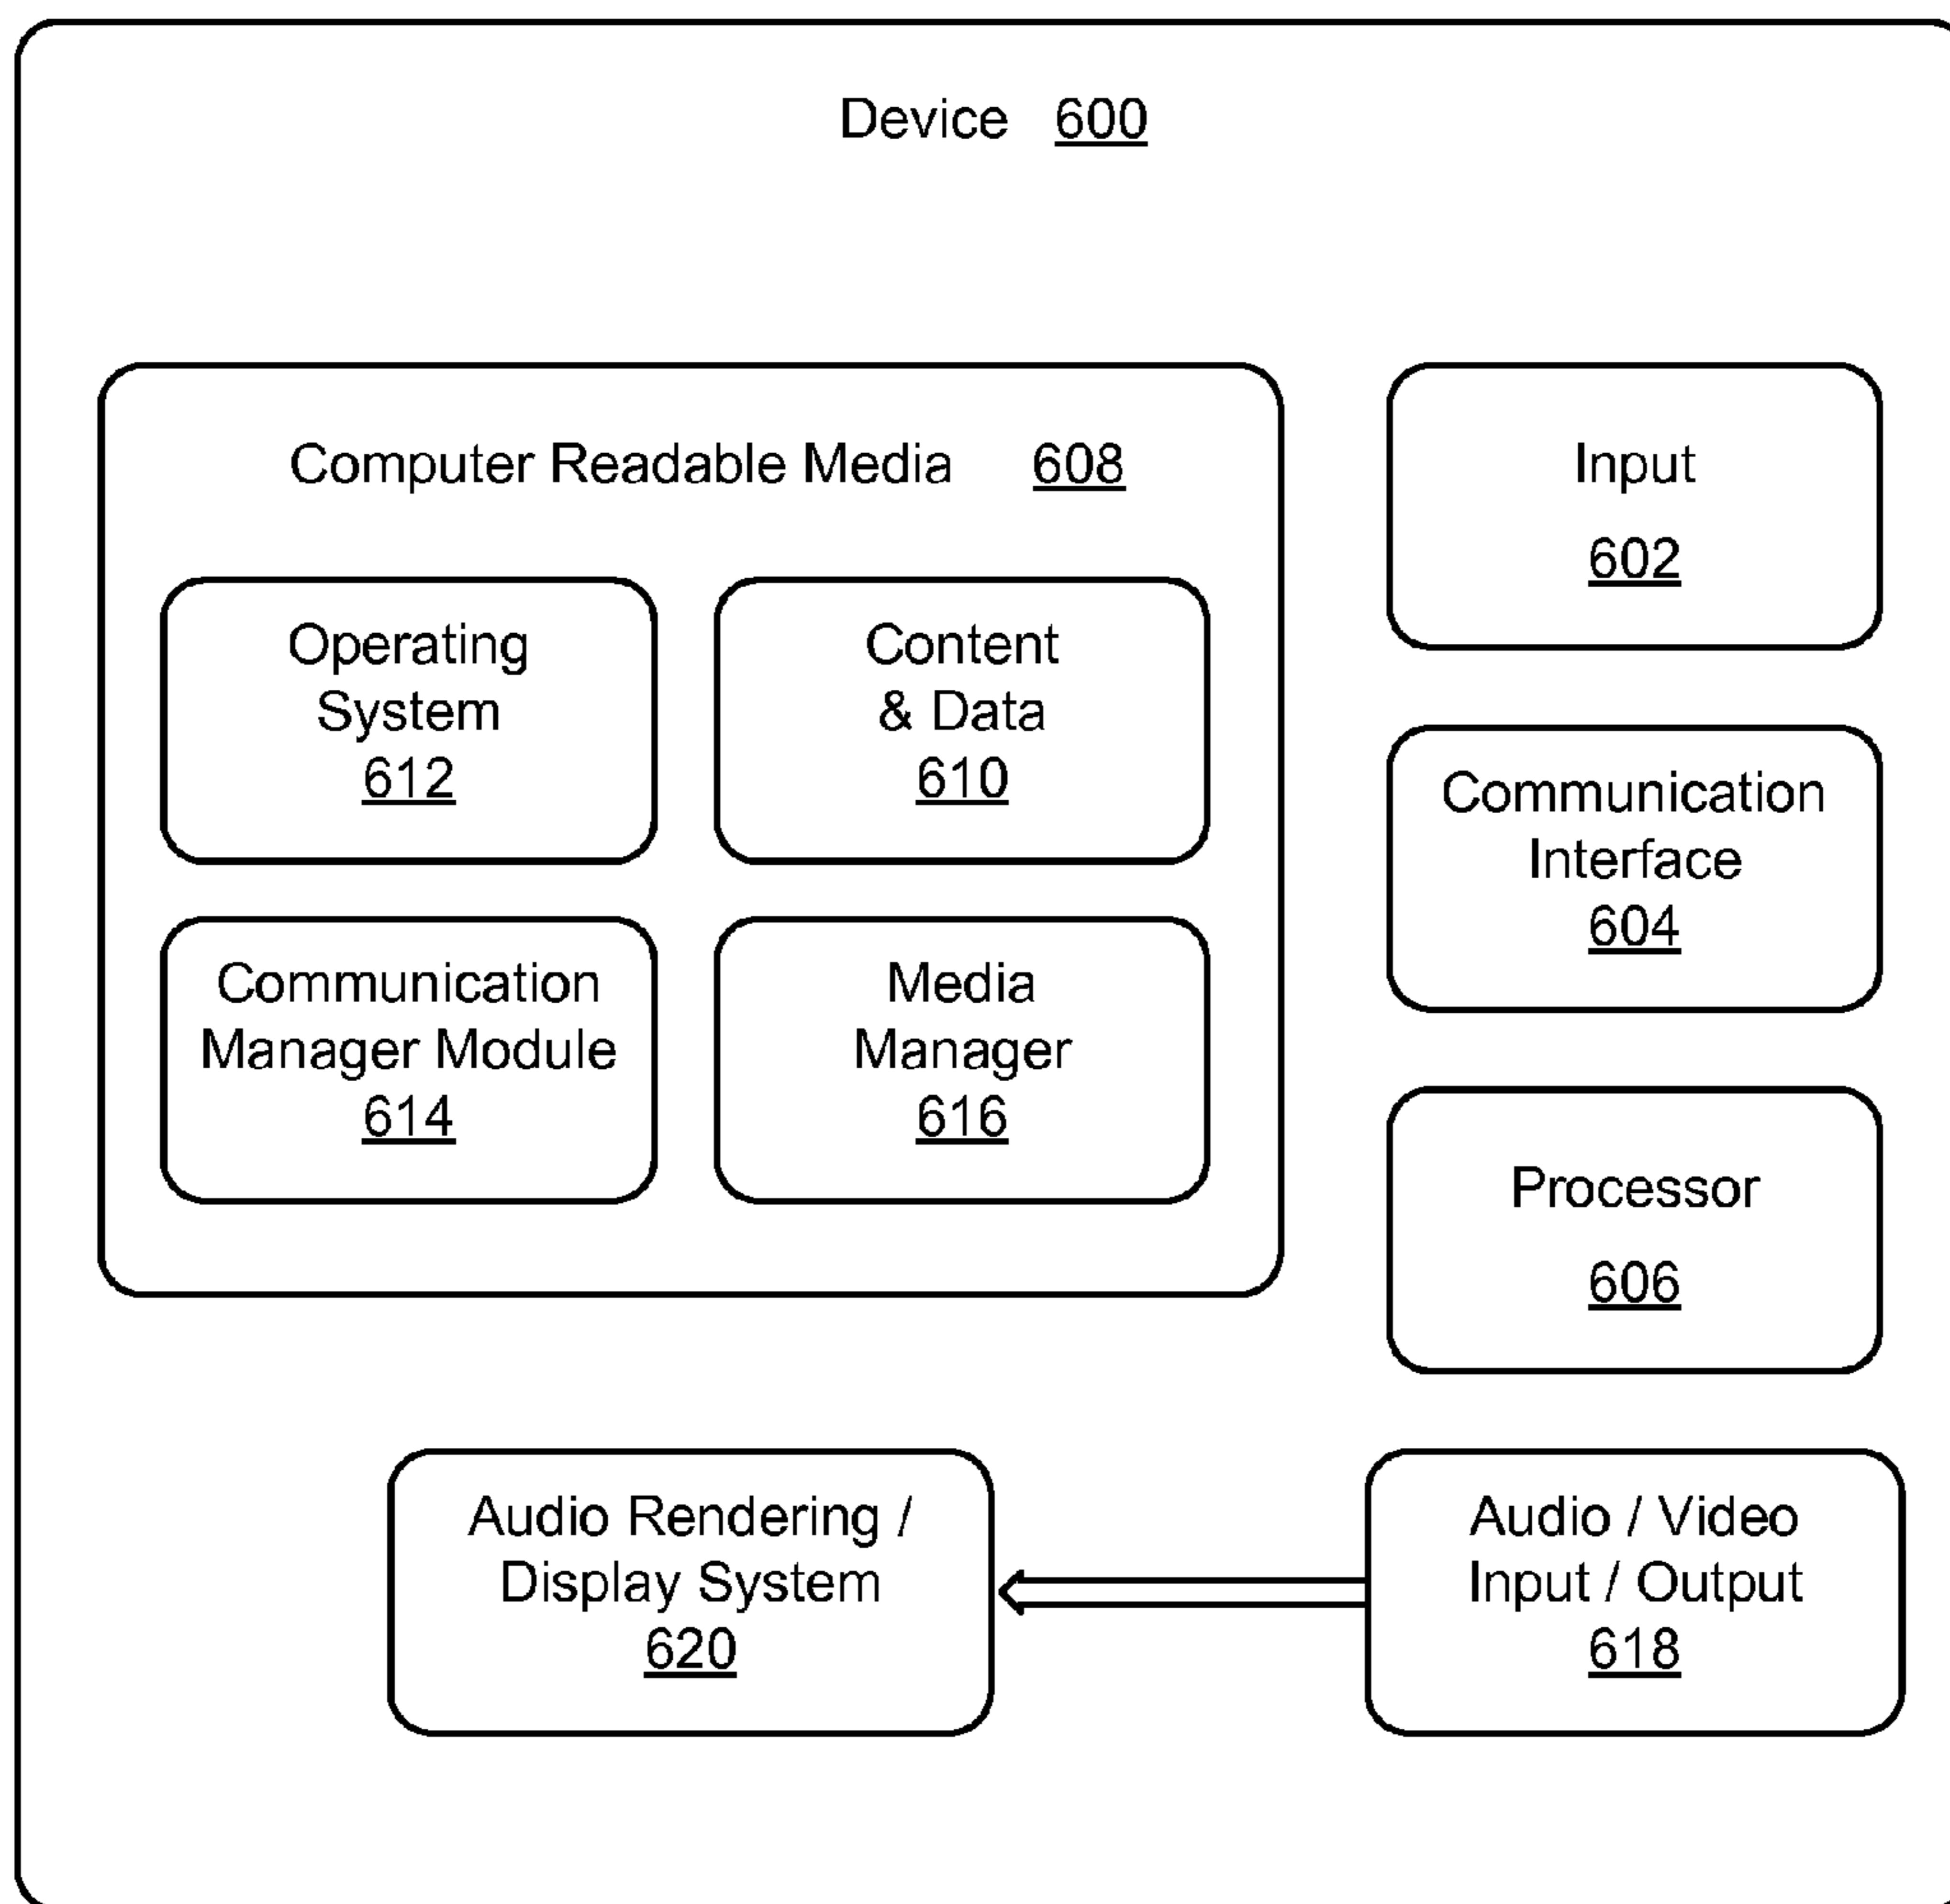 Device 600
Computer Readable Media 608
Operating
System
612
Content
& Data
610
Communication
Manager Module
614
Media
Manager
616
Input
602
Communication
Interface
604
Processor
606
Audio Rendering /
Display System
620
Audio / Video
Input / Output
618